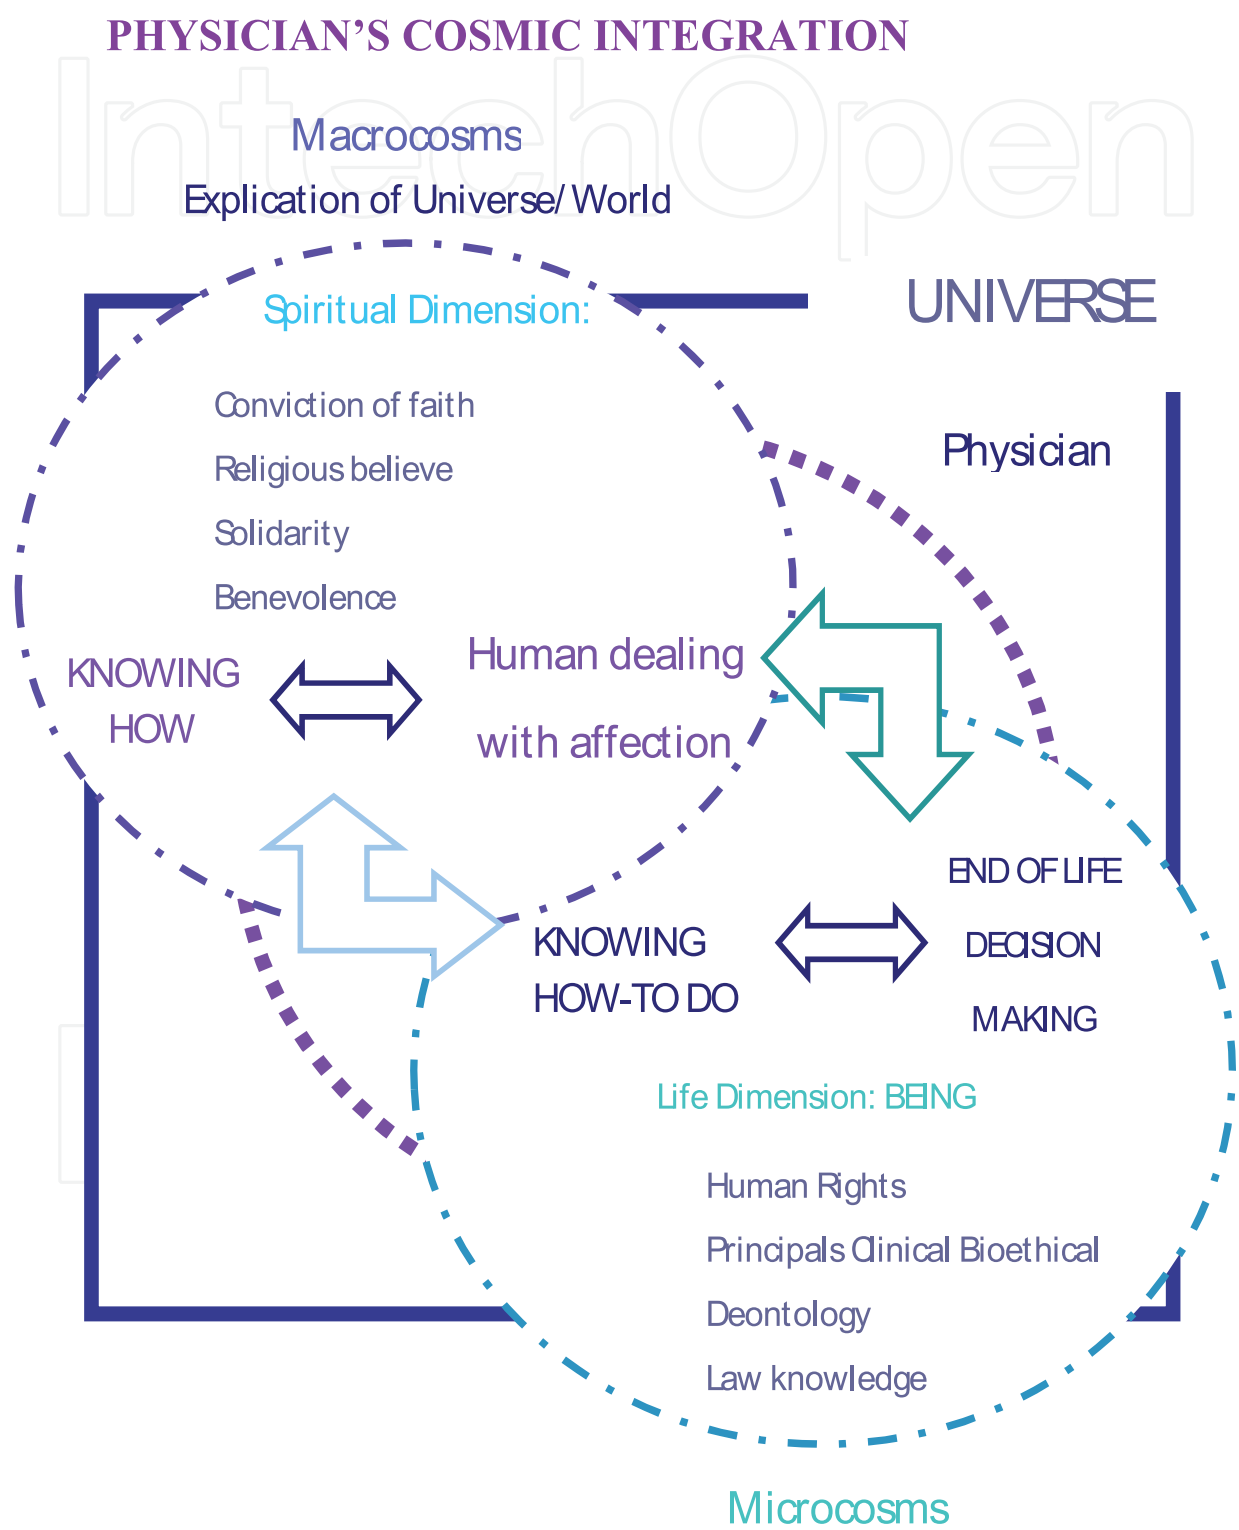 PHYSICIAN'S COSMIC INTEGRATION
IntechOpen
Macrocosms
Explication of Universe/ World
UNIVERSE
Spiritual Dimension:
Conviction of faith
Physician
Religious believe
Solidarity
Benevolence
KNOWING
HOW
Human dealing
with affection
END OF LIFE
DECISION
MAKING
KNOWING
HOW-TO DO
Life Dimension: BEING
Human Rights
Principals Clinical Bioethical
Deontology
Law knowledge
Microcosms